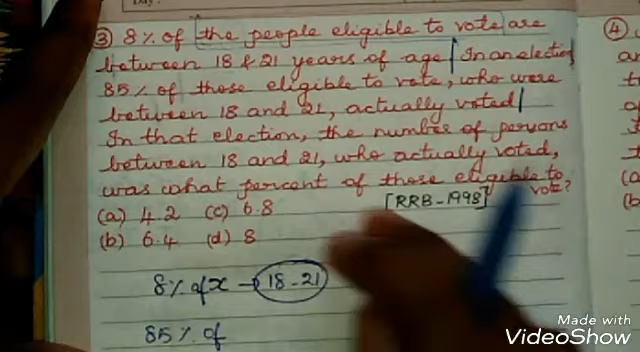 Day:
③ 8% of the people eligible to vote are
between 18 & 21 years of age | In an election
85% of those eligible to vote, who were
between 18 and 21, actually voted |
In that election, the number of persons
between 18 and 21, who actually voted,
was what percent of those eligible to
vote?
(a) 4.2 (c) 6.8 [RRB-1998]
(b) 6.4 (d) 8
8% of x → 18-21
85% of
④
(a)
(b)
Made with
VideoShow